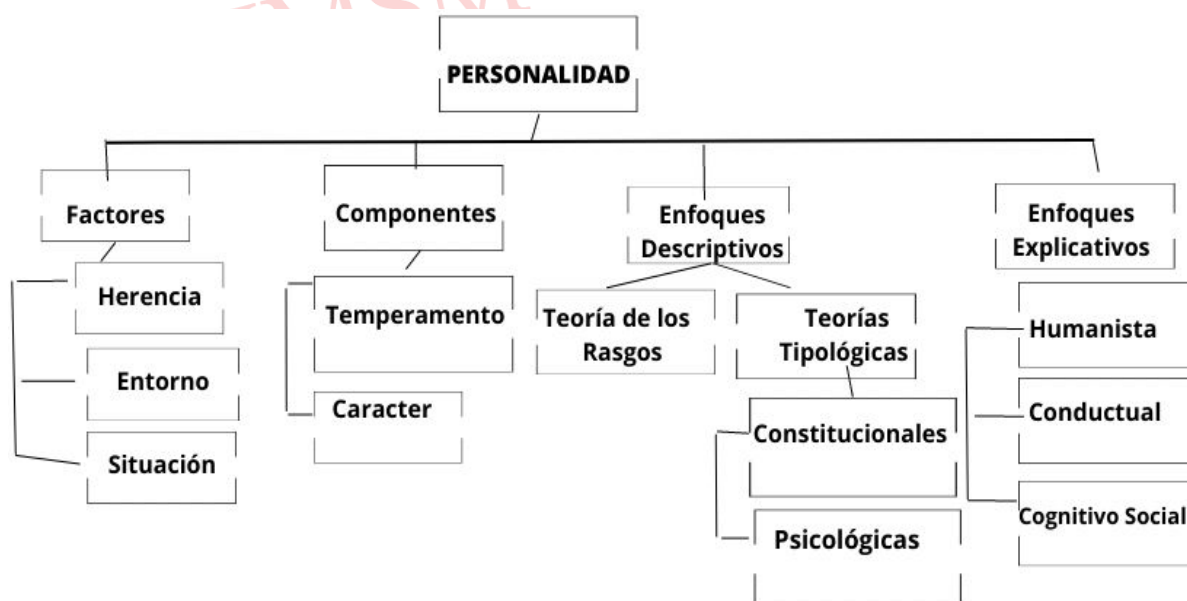 PERSONALIDAD
Factores
Herencia
Entorno
Situación
Componentes
Temperamento
Caracter
Enfoques
Descriptivos
Teoría de los
Rasgos
Teorías
Tipológicas
Constitucionales
Psicológicas
Enfoques
Explicativos
Humanista
Conductual
Cognitivo Social